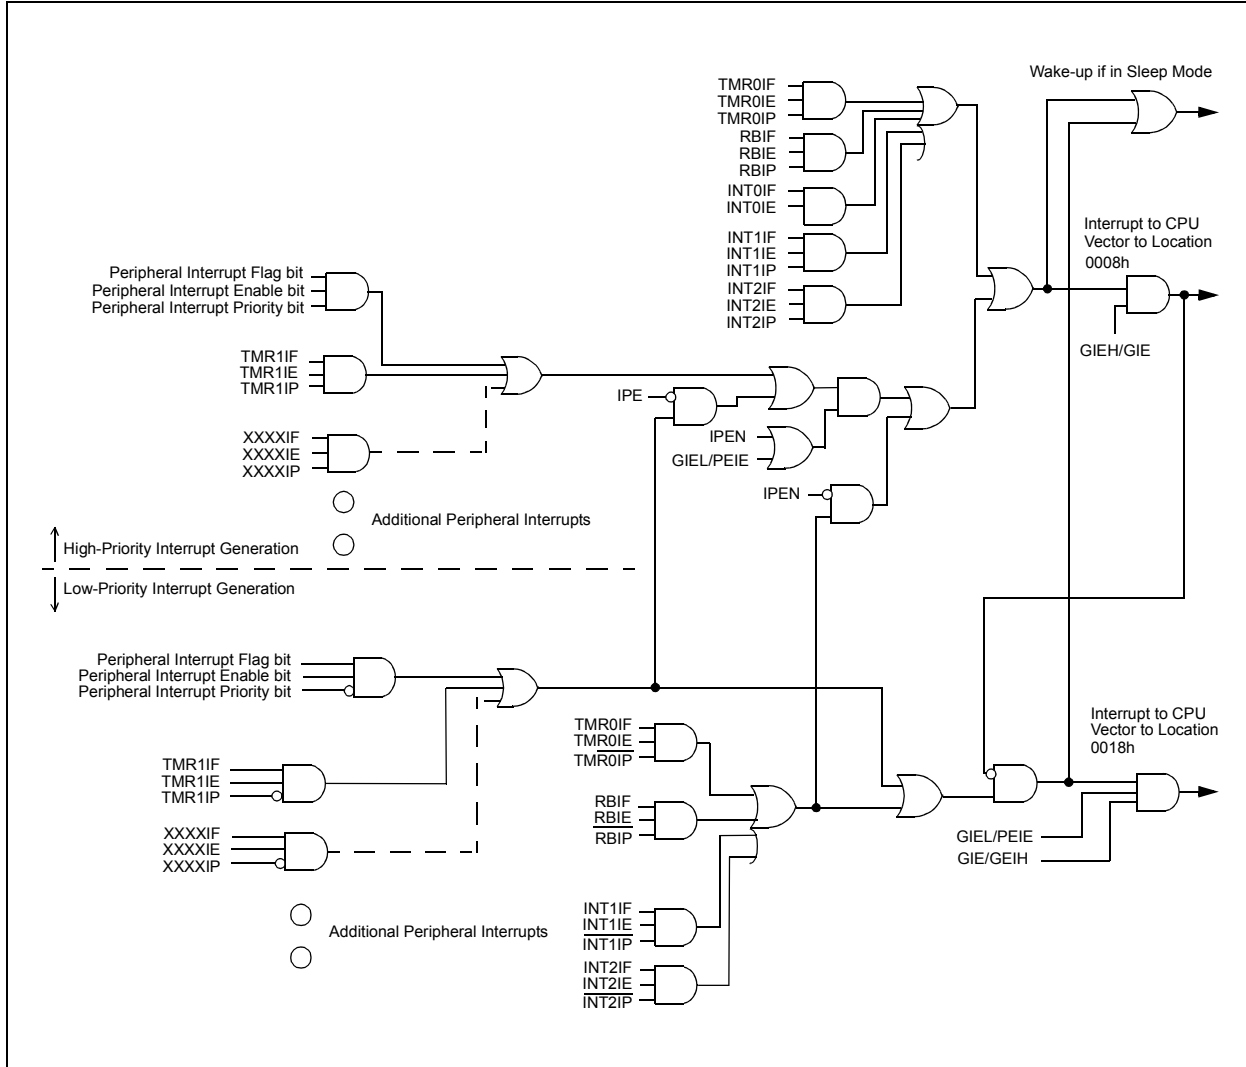 Wake-up if in Sleep Mode
TMR0IF
TMR0IE
TMR0IP
RBIF
RBIE
RBIP
INT0IF
INT0IE
INT1IF
INT1IE
INT1IP
INT2IF
INT2IE
INT2IP
Interrupt to CPU
Vector to Location
0008h
GIEH/GIE
Peripheral Interrupt Flag bit
Peripheral Interrupt Enable bit
Peripheral Interrupt Priority bit
TMR1IF
TMR1IE
TMR1IP
XXXXIF
XXXXIE
XXXXIP
IPE
IPEN
GIEL/PEIE
IPEN
Additional Peripheral Interrupts
High-Priority Interrupt Generation
Low-Priority Interrupt Generation
Peripheral Interrupt Flag bit
Peripheral Interrupt Enable bit
Peripheral Interrupt Priority bit
TMR1IF
TMR1IE
TMR1IP
XXXXIF
XXXXIE
XXXXIP
Additional Peripheral Interrupts
TMR0IF
TMR0IE
TMR0IP
RBIF
RBIE
RBIP
INT1IF
INT1IE
INT1IP
INT2IF
INT2IE
INT2IP
Interrupt to CPU
Vector to Location
0018h
GIEL/PEIE
GIE/GEIH